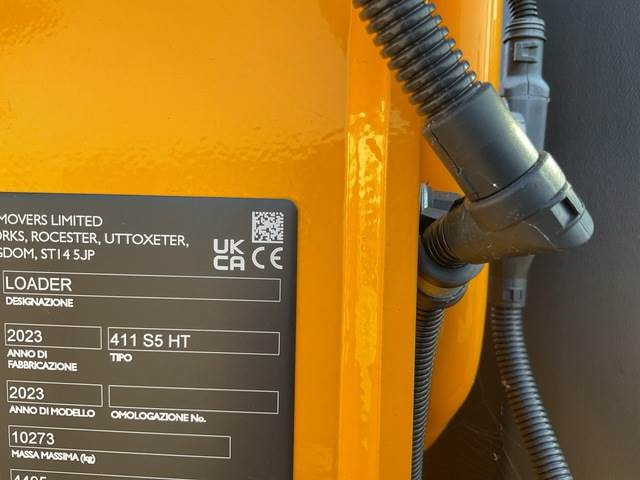 MOVERS LIMITED
ORKS, ROCESTER, UTTOXETER,
GDOM, ST14 5JP
UK
CA CE
LOADER
DESIGNAZIONE
2023 411 S5 HT
ANNO DI FABBRICAZIONE TIPO
2023
ANNO DI MODELLO OMOLOGAZIONE No.
10273
MASSA MASSIMA (kg)